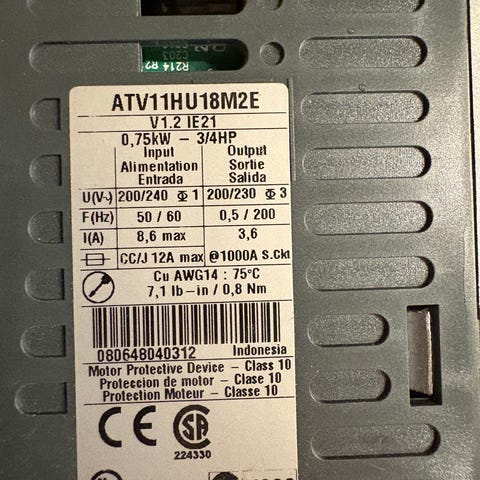 R214 R2
ATV11HU18M2E
V1.2 IE21
0,75kW – 3/4HP
Input Output
Alimentation Sortie
Entrada Salida
U(V~) 200/240 Φ 1 200/230 Φ 3
F(Hz) 50 / 60 0,5 / 200
I(A) 8,6 max 3,6
CC/J 12A max @1000A S.Ckt
Cu AWG14 : 75°C
7,1 lb–in / 0,8 Nm
080648040312 Indonesia
Motor Protective Device – Class 10
Proteccion de motor – Clase 10
Protection Moteur – Classe 10
CE SA
224330